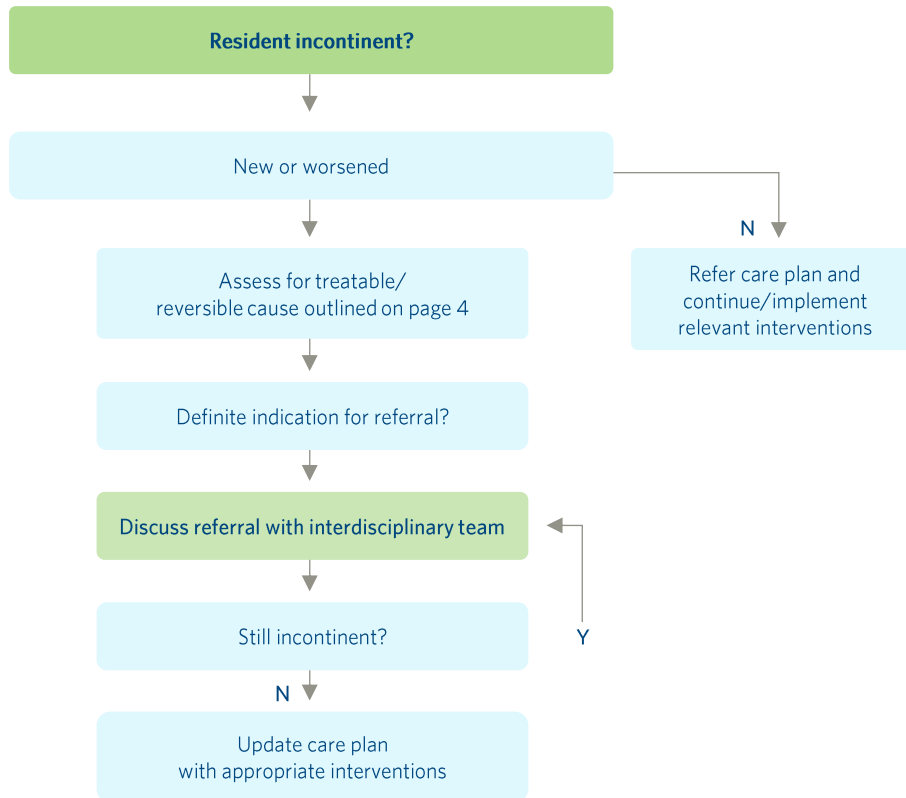 Resident incontinent?
New or worsened
N
Assess for treatable/
reversible cause outlined on page 4
Refer care plan and
continue/implement
relevant interventions
Definite indication for referral?
Discuss referral with interdisciplinary team
Still incontinent?
Y
N
Update care plan
with appropriate interventions